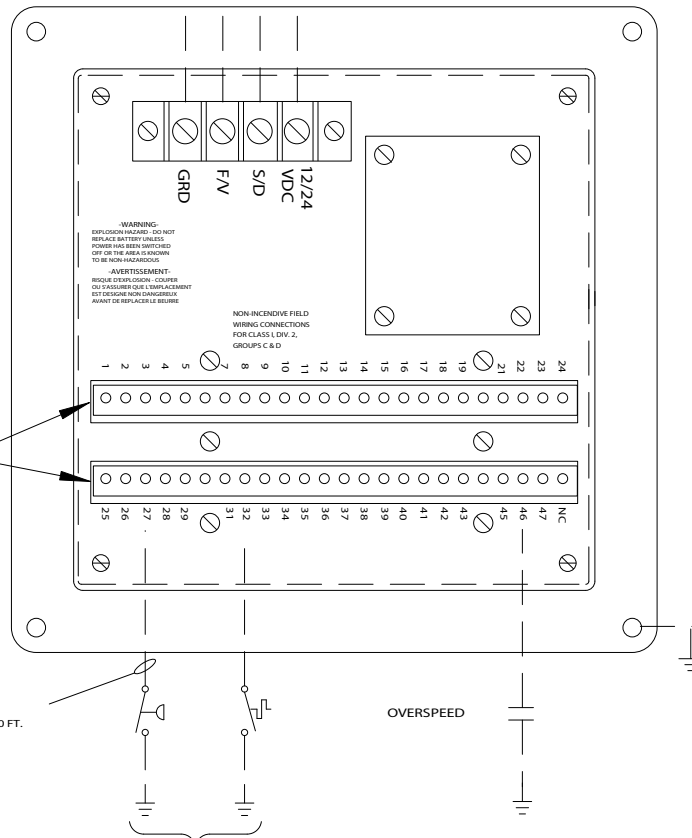 GRD
F/V
S/D
12/24
VDC
-WARNING-
EXPLOSION HAZARD - DO NOT
REPLACE BATTERY UNLESS
POWER HAS BEEN SWITCHED
OFF OR THE AREA IS KNOWN
TO BE NON-HAZARDOUS
-AVERTISSEMENT-
RISQUE D'EXPLOSION - COUPER
OU S'ASSURER QUE L'EMPLACEMENT
EST DESIGNE NON DANGEREUX
AVANT DE REPLACER LE BEURRE
NON-INCENDIVE FIELD
WIRING CONNECTIONS
FOR CLASS I, DIV. 2,
GROUPS C & D
1 2 3 4 5 7 8 9 10 11 12 13 14 15 16 17 18 19 21 22 23 24
25 26 27 28 29 31 32 33 34 35 36 37 38 39 40 41 42 43 45 46 47 NC
0 FT.
OVERSPEED